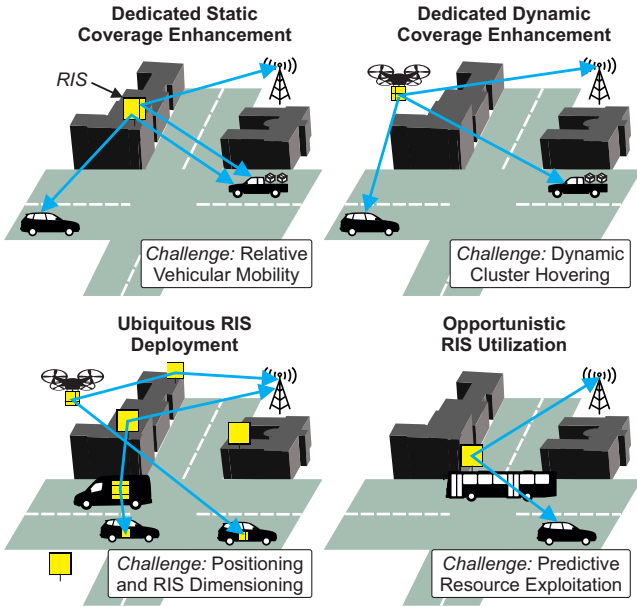 Dedicated Static
Coverage Enhancement
RIS
Challenge: Relative
Vehicular Mobility
Dedicated Dynamic
Coverage Enhancement
Challenge: Dynamic
Cluster Hovering
Ubiquitous RIS
Deployment
Challenge: Positioning
and RIS Dimensioning
Opportunistic
RIS Utilization
Challenge: Predictive
Resource Exploitation